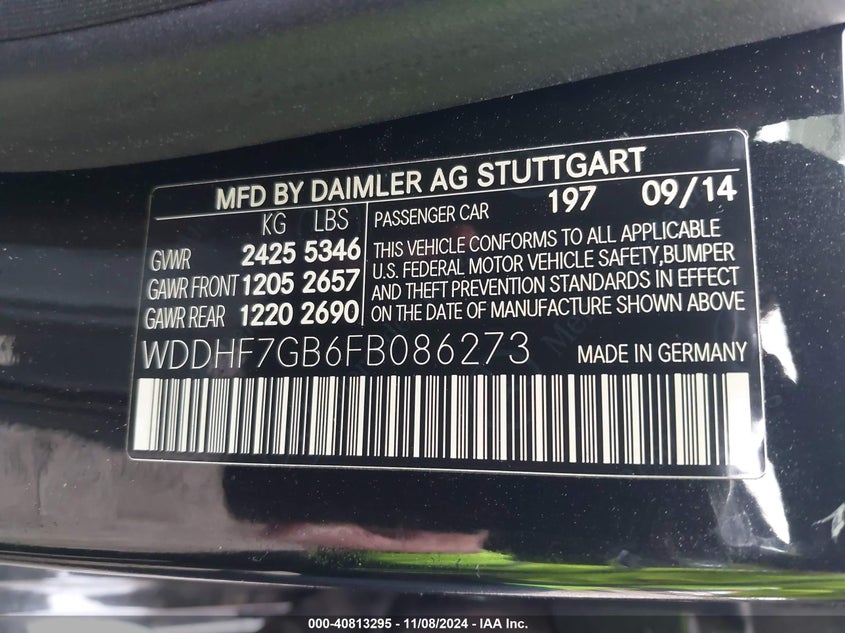 MFD BY DAIMLER AG STUTTGART
KG LBS
GVWR 2425 5346
GAWR FRONT 1205 2657
GAWR REAR 1220 2690
PASSENGER CAR 197 09/14
THIS VEHICLE CONFORMS TO ALL APPLICABLE
U.S. FEDERAL MOTOR VEHICLE SAFETY,BUMPER
AND THEFT PREVENTION STANDARDS IN EFFECT
ON THE DATE OF MANUFACTURE SHOWN ABOVE
WDDHF7GB6FB086273 MADE IN GERMANY
000-40813295 - 11/08/2024 - IAA Inc.